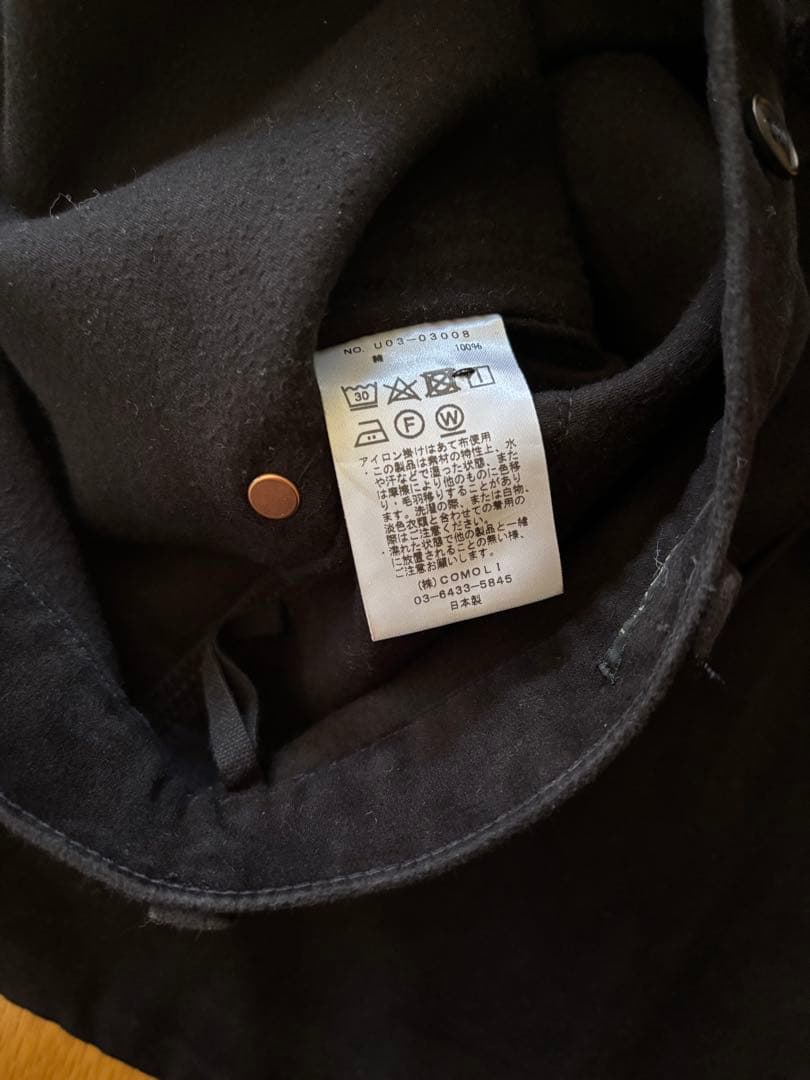 NO. U03-03008
綿 100%
30
F W
アイロン掛けはあて布使用
・この製品は素材の特性上、水
や汗などで湿った状態、また
は摩擦により他のものに色移
り・毛羽移りすることがあり
ます。洗濯の際、または白物、
淡色衣類と合わせての着用の
際はご注意ください。
・濡れた状態で他の製品と一緒
に放置されることの無い様、
ご注意お願いします。
(株)COMOLI
03-6433-5845
日本製